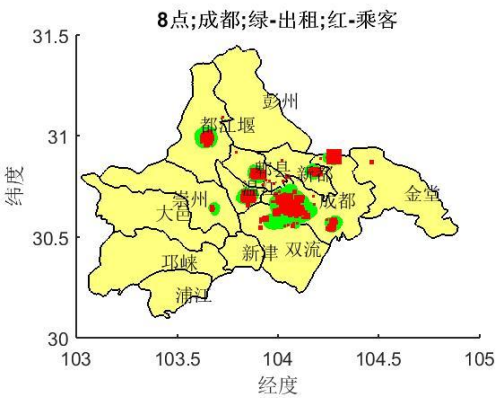 8点;成都;绿-出租;红-乘客
31.5
彭州
都江堰
31
郫县
新都
温
崇州
成都
金堂
大邑
30.5
双流
新津
邛崃
浦江
30
103
103.5
104
104.5
105
纬度
经度